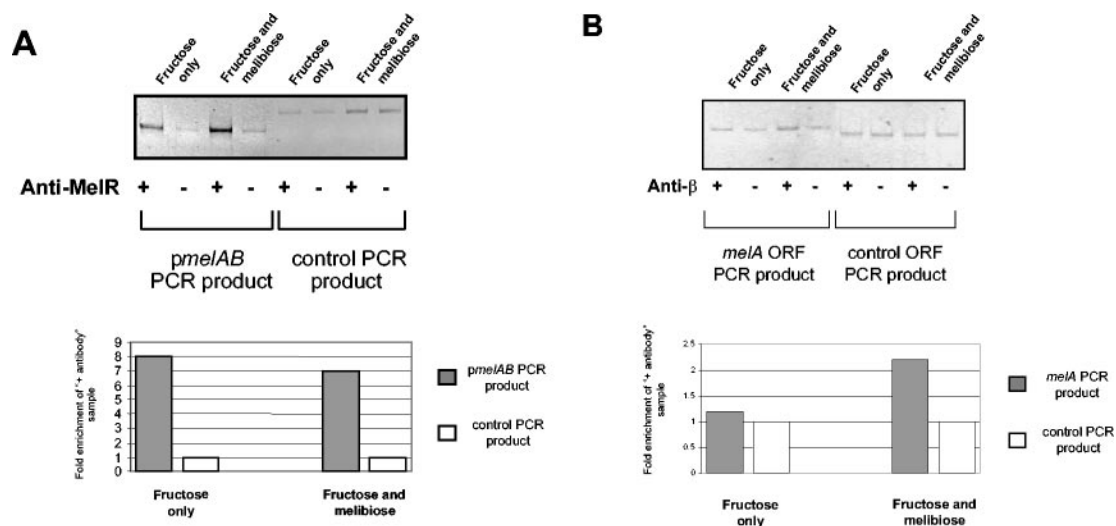 A
Fructose only
Fructose and melibiose
Fructose only
Fructose and melibiose
Anti-MelR
+ - + - + - + -
pmelAB PCR product
control PCR product
Fold enrichment of "+ antibody" sample
9
8
7
6
5
4
3
2
1
0
Fructose only
Fructose and melibiose
pmelAB PCR product
control PCR product
B
Fructose only
Fructose and melibiose
Fructose only
Fructose and melibiose
Anti-β
+ - + - + - + -
melA ORF PCR product
control ORF PCR product
Fold enrichment of "+ antibody" sample
2.5
2
1.5
1
0.5
0
Fructose only
Fructose and melibiose
melA PCR product
control PCR product